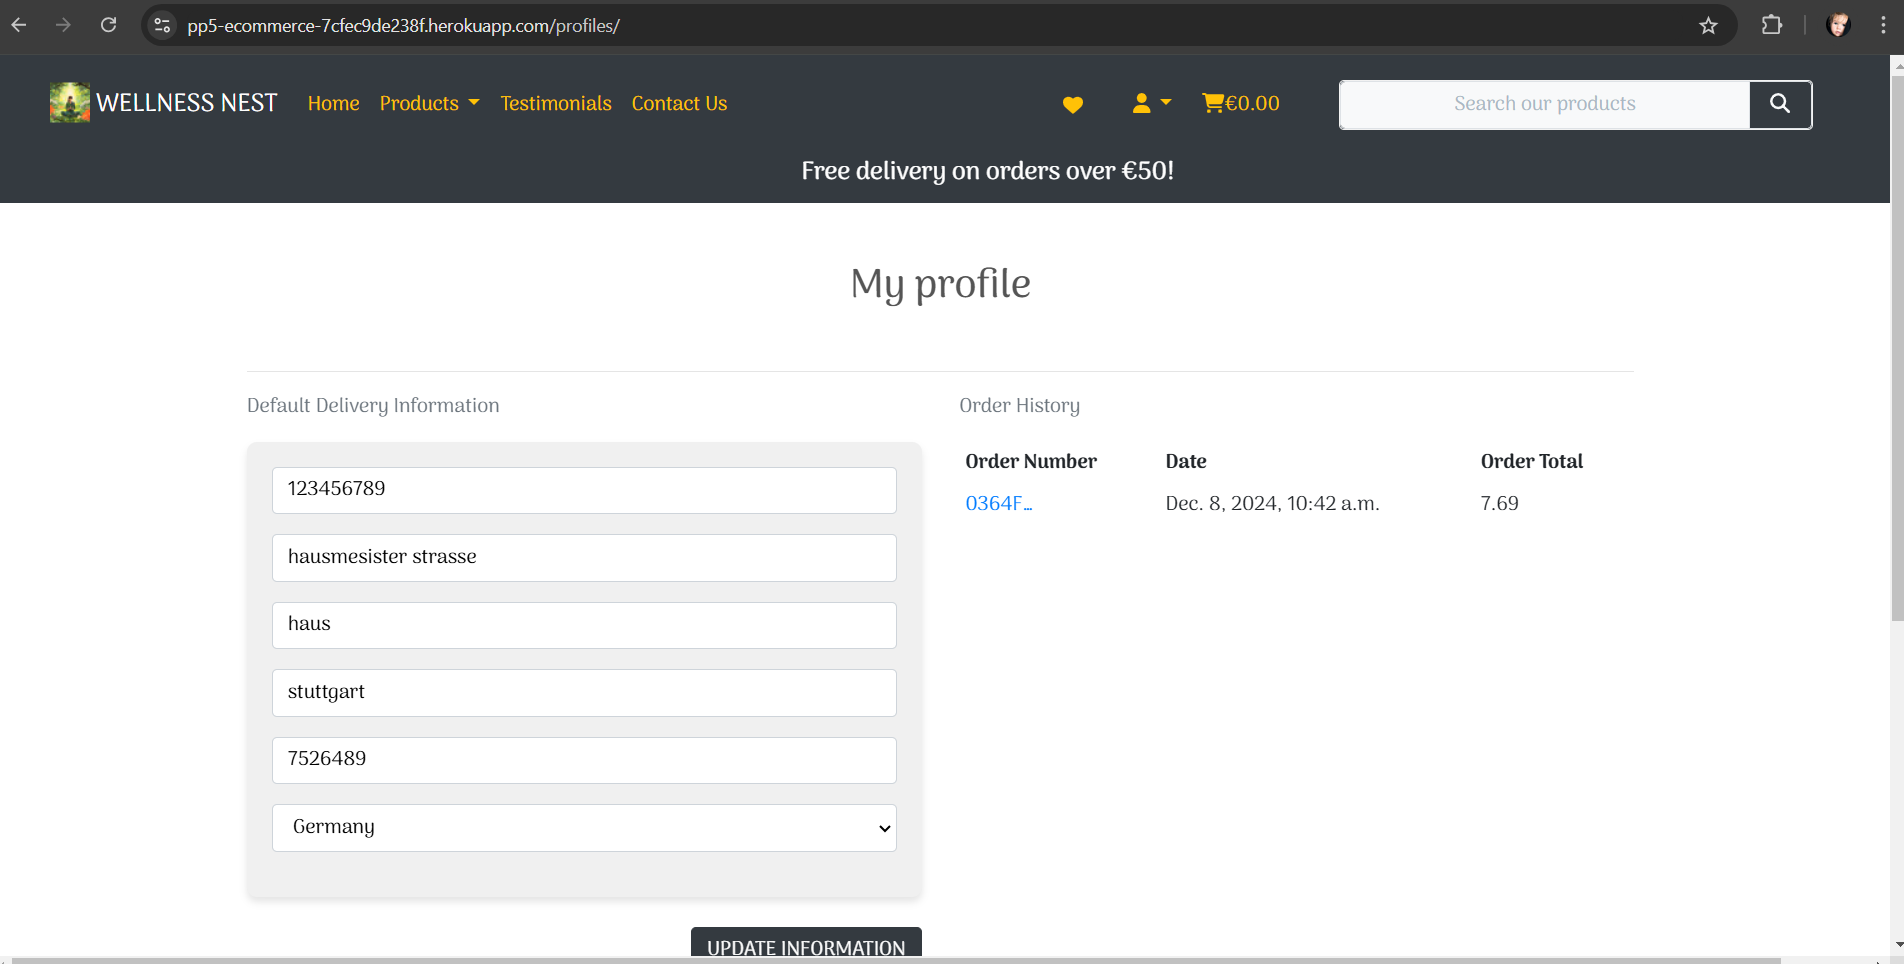 pp5-ecommerce-7cfec9de238f.herokuapp.com/profiles/
WELLNESS NEST Home Products Testimonials Contact Us €0.00 Search our products
Free delivery on orders over €50!
My profile
Default Delivery Information
123456789
hausmesister strasse
haus
stuttgart
7526489
Germany
UPDATE INFORMATION
Order History
Order Number Date Order Total
0364F... Dec. 8, 2024, 10:42 a.m. 7.69